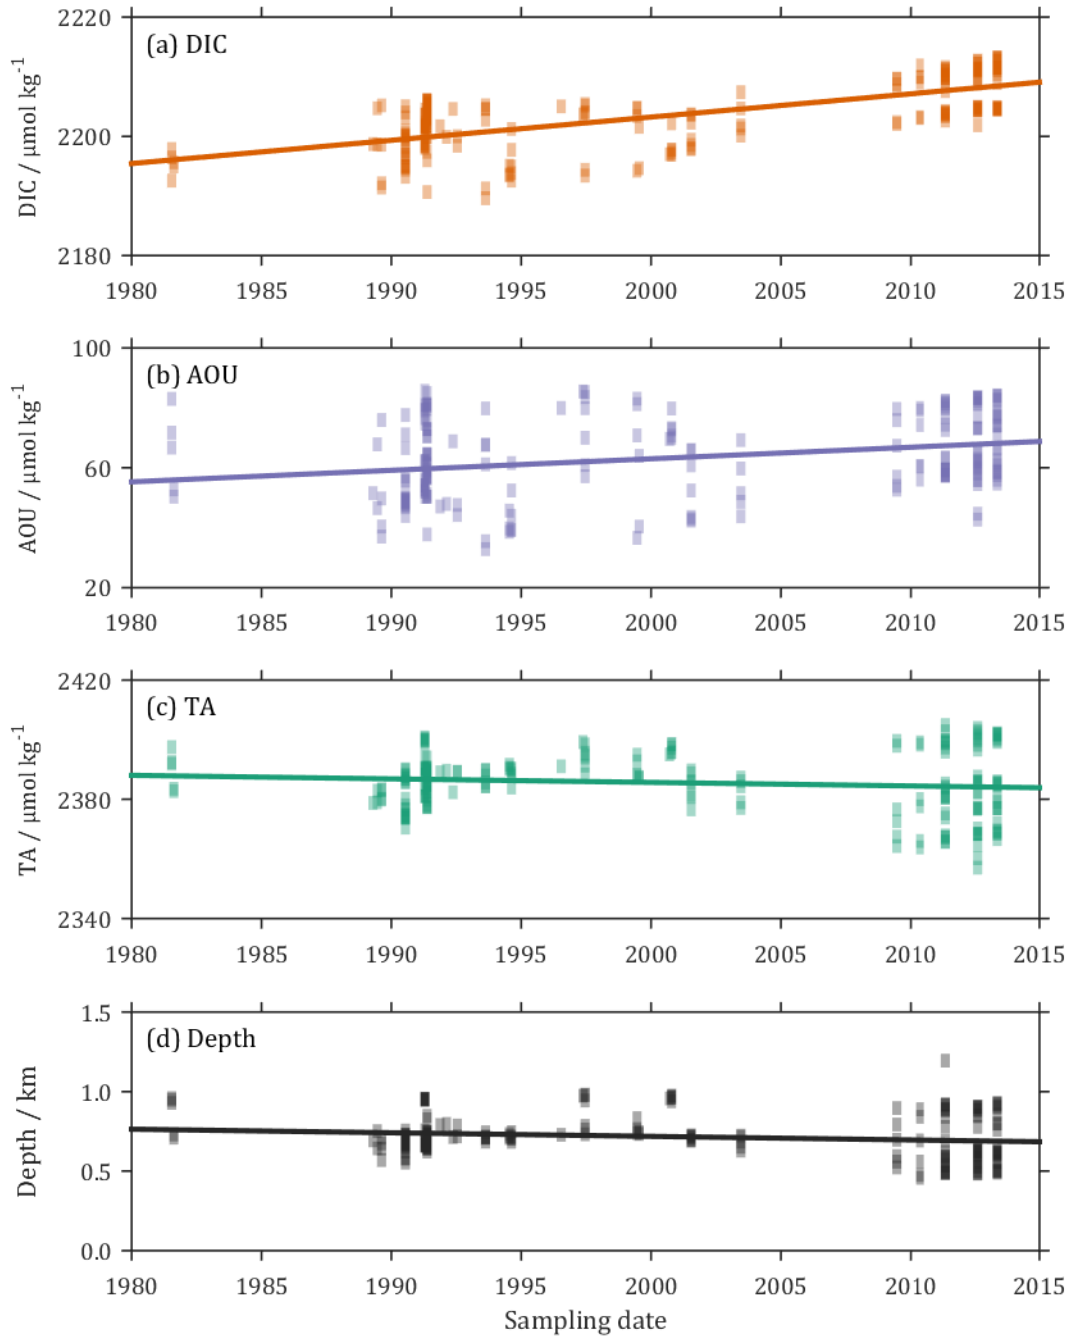 2220
(a) DIC
2200
2180
DIC / μmol kg⁻¹
1980 1985 1990 1995 2000 2005 2010 2015
100
(b) AOU
60
20
AOU / μmol kg⁻¹
1980 1985 1990 1995 2000 2005 2010 2015
2420
(c) TA
2380
2340
TA / μmol kg⁻¹
1980 1985 1990 1995 2000 2005 2010 2015
1.5
(d) Depth
1.0
0.5
0.0
Depth / km
1980 1985 1990 1995 2000 2005 2010 2015
Sampling date